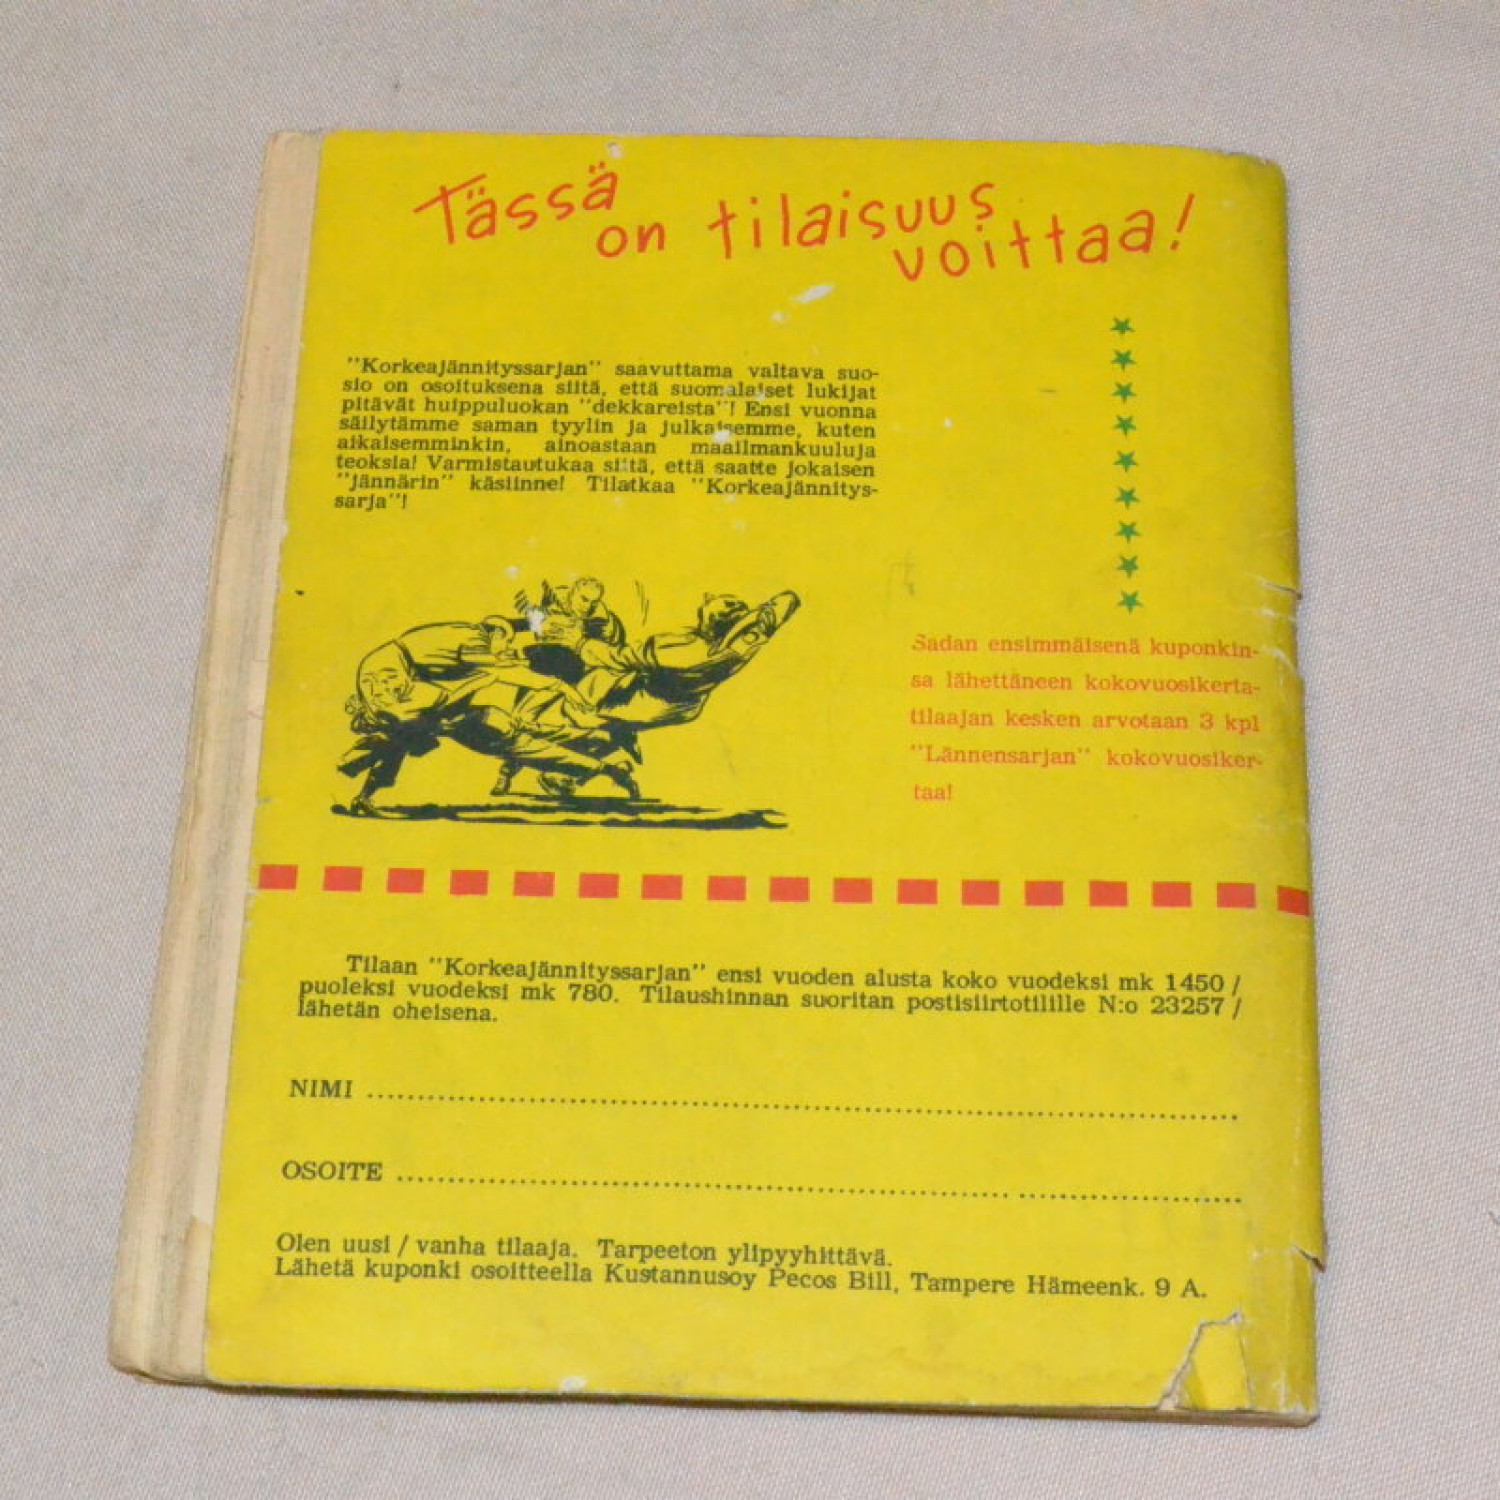 Tässä on tilaisuus voittaa!
"Korkeajännityssarjan" saavuttama valtava suo-
sio on osoituksena siitä, että suomalaiset lukijat
pitävät huippuluokan "dekkareista"! Ensi vuonna
säilytämme saman tyylin ja julkaisemme, kuten
aikaisemminkin, ainoastaan maailmankuuluja
teoksia! Varmistautukaa siitä, että saatte jokaisen
"jännärin" käsiinne! Tilatkaa "Korkeajännitys-
sarja"!
Sadan ensimmäisenä kuponkin-
sa lähettäneen kokovuosikerta-
tilaajan kesken arvotaan 3 kpl
"Lännensarjan" kokovuosiker-
taa!
Tilaan "Korkeajännityssarjan" ensi vuoden alusta koko vuodeksi mk 1450 /
puoleksi vuodeksi mk 780. Tilaushinnan suoritan postisiirtotilille N:o 23257 /
lähetän oheisena.
NIMI
OSOITE
Olen uusi / vanha tilaaja. Tarpeeton ylipyyhittävä.
Lähetä kuponki osoitteella Kustannusoy Pecos Bill, Tampere Hämeenk. 9 A.